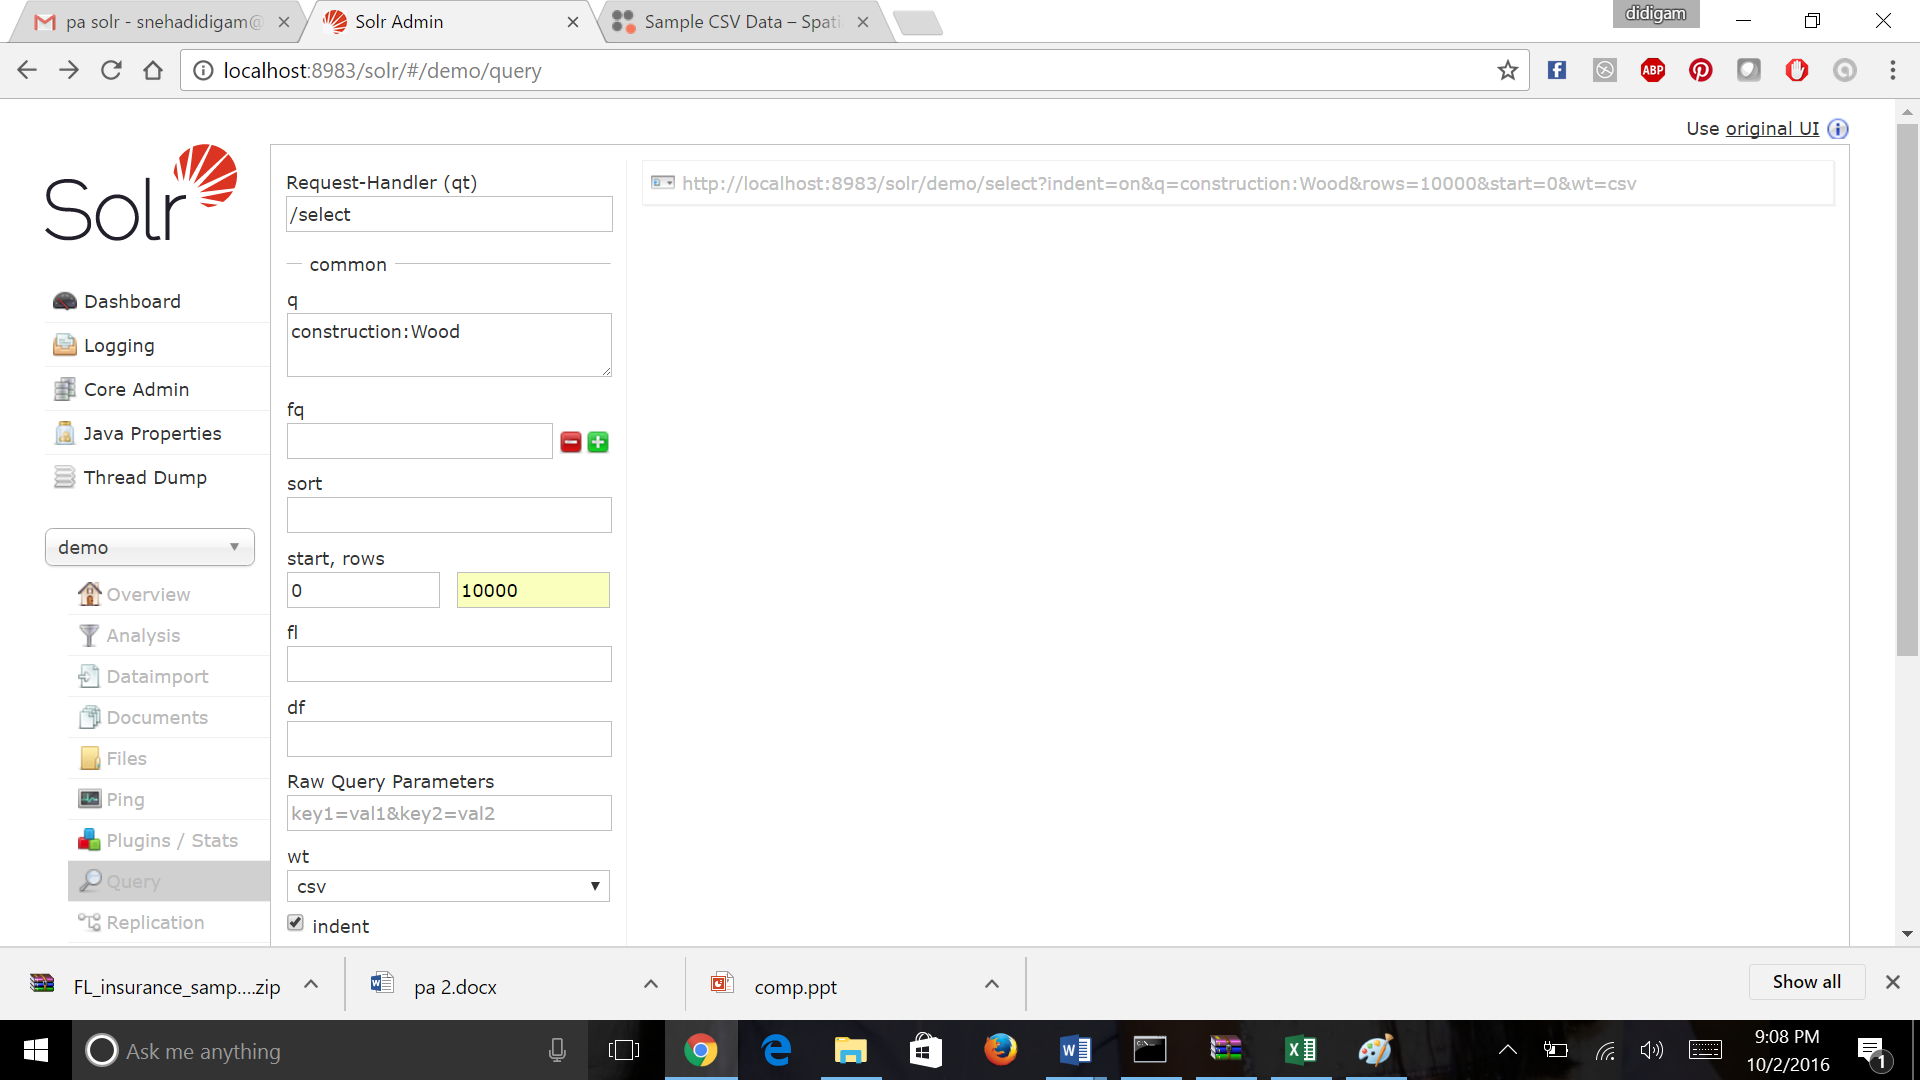 pa solr - snehadidigam@
Solr Admin
Sample CSV Data – Spati
didigam
localhost:8983/solr/#/demo/query
ABP
Use original UI
Solr
Dashboard
Logging
Core Admin
Java Properties
Thread Dump
demo
Overview
Analysis
Dataimport
Documents
Files
Ping
Plugins / Stats
Query
Replication
Request-Handler (qt)
/select
common
q
construction:Wood
fq
sort
start, rows
0 10000
fl
df
Raw Query Parameters
key1=val1&key2=val2
wt
csv
indent
http://localhost:8983/solr/demo/select?indent=on&q=construction:Wood&rows=10000&start=0&wt=csv
FL_insurance_samp....zip
pa 2.docx
comp.ppt
Show all
Ask me anything
9:08 PM
10/2/2016
1